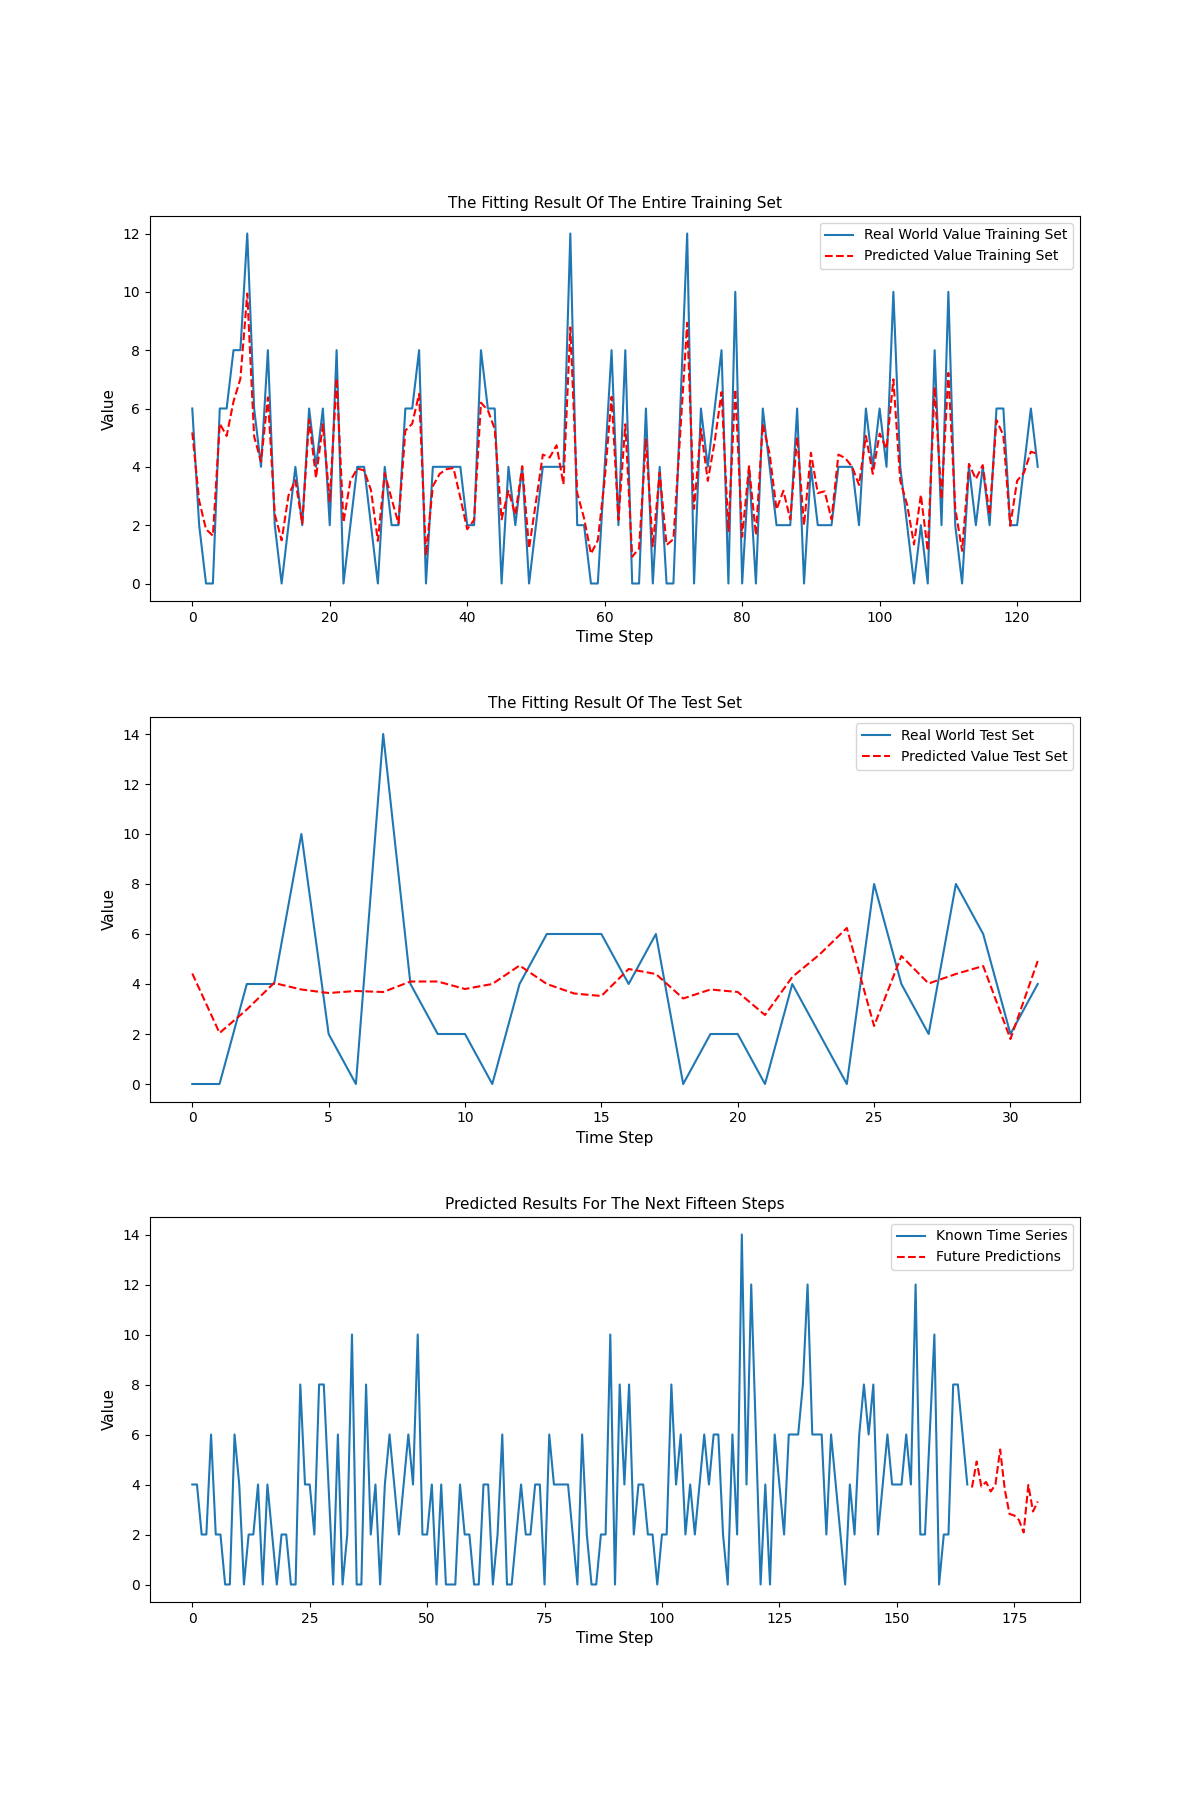 The Fitting Result Of The Entire Training Set
Real World Value Training Set
Predicted Value Training Set
12
10
8
6
4
2
0
Value
0 20 40 60 80 100 120
Time Step
The Fitting Result Of The Test Set
Real World Test Set
Predicted Value Test Set
14
12
10
8
6
4
2
0
Value
0 5 10 15 20 25 30
Time Step
Predicted Results For The Next Fifteen Steps
Known Time Series
Future Predictions
14
12
10
8
6
4
2
0
Value
0 25 50 75 100 125 150 175
Time Step